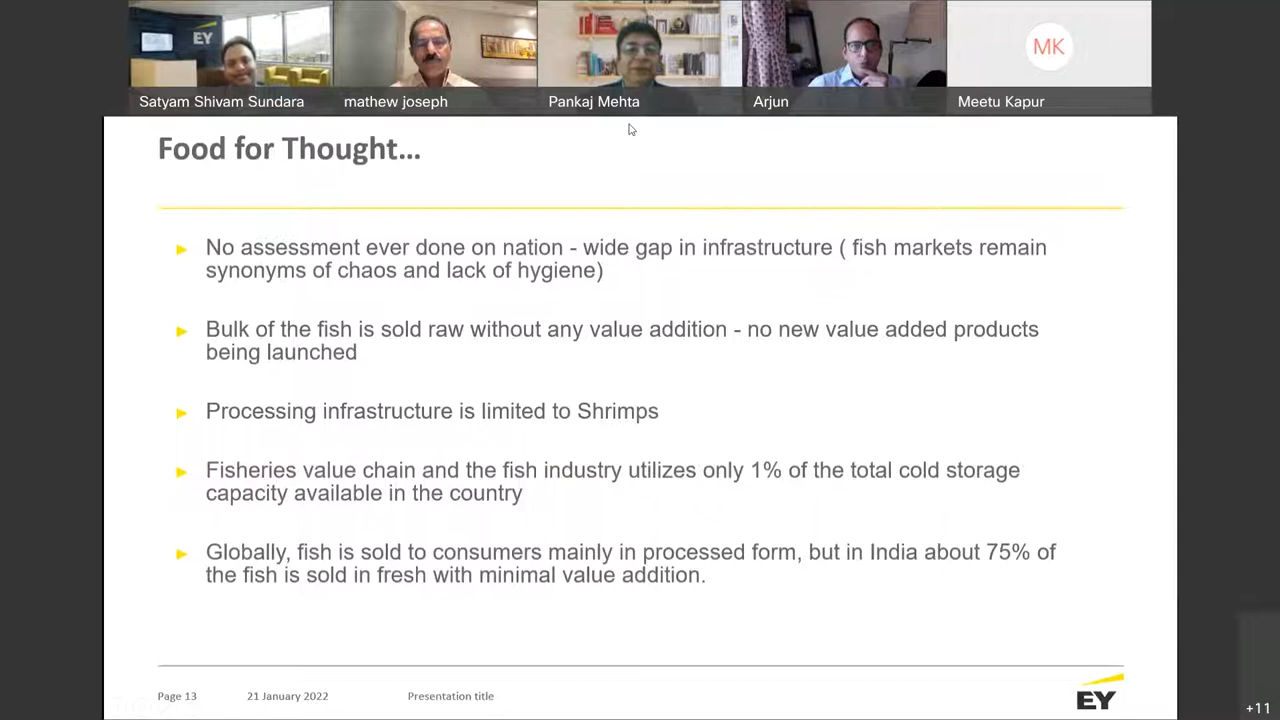 EY
MK
Satyam Shivam Sundara
mathew joseph
Pankaj Mehta
Arjun
Meetu Kapur
Food for Thought...
No assessment ever done on nation - wide gap in infrastructure ( fish markets remain
synonyms of chaos and lack of hygiene)
Bulk of the fish is sold raw without any value addition - no new value added products
being launched
Processing infrastructure is limited to Shrimps
Fisheries value chain and the fish industry utilizes only 1% of the total cold storage
capacity available in the country
Globally, fish is sold to consumers mainly in processed form, but in India about 75% of
the fish is sold in fresh with minimal value addition.
Page 13
21 January 2022
Presentation title
EY
+11